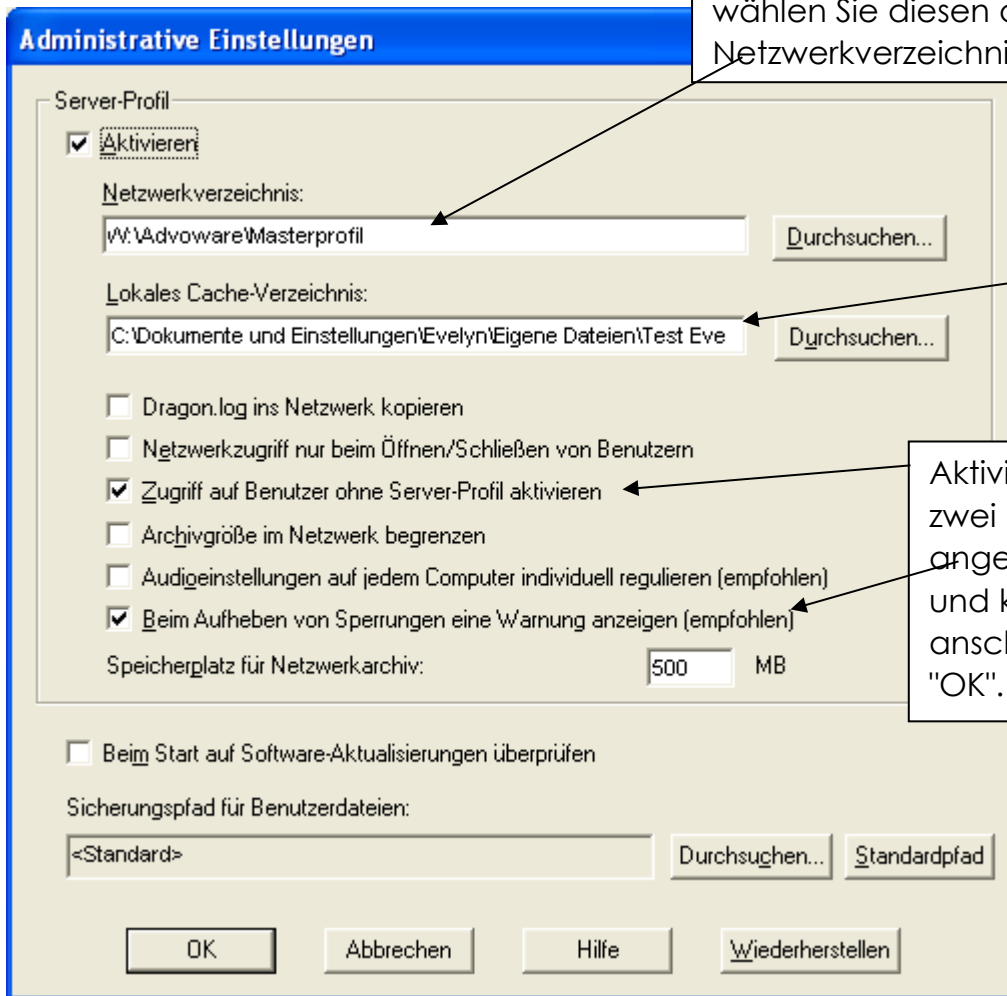 wählen Sie diesen
Netzwerkverzeichni
Administrative Einstellungen
Server-Profil
Aktivieren
Netzwerkverzeichnis:
W:\Advoware\Masterprofil
Durchsuchen...
Lokales Cache-Verzeichnis:
C:\Dokumente und Einstellungen\Evelyn\Eigene Dateien\Test Eve
Durchsuchen...
Dragon.log ins Netzwerk kopieren
Netzwerkzugriff nur beim Öffnen/Schließen von Benutzern
Zugriff auf Benutzer ohne Server-Profil aktivieren
Archivgröße im Netzwerk begrenzen
Audioeinstellungen auf jedem Computer individuell regulieren (empfohlen)
Beim Aufheben von Sperrungen eine Warnung anzeigen (empfohlen)
Speicherplatz für Netzwerkarchiv: 500 MB
Aktivi
zwei
ange
und k
ansch
"OK".
Beim Start auf Software-Aktualisierungen überprüfen
Sicherungspfad für Benutzerdateien:
<Standard>
Durchsuchen... Standardpfad
OK Abbrechen Hilfe Wiederherstellen